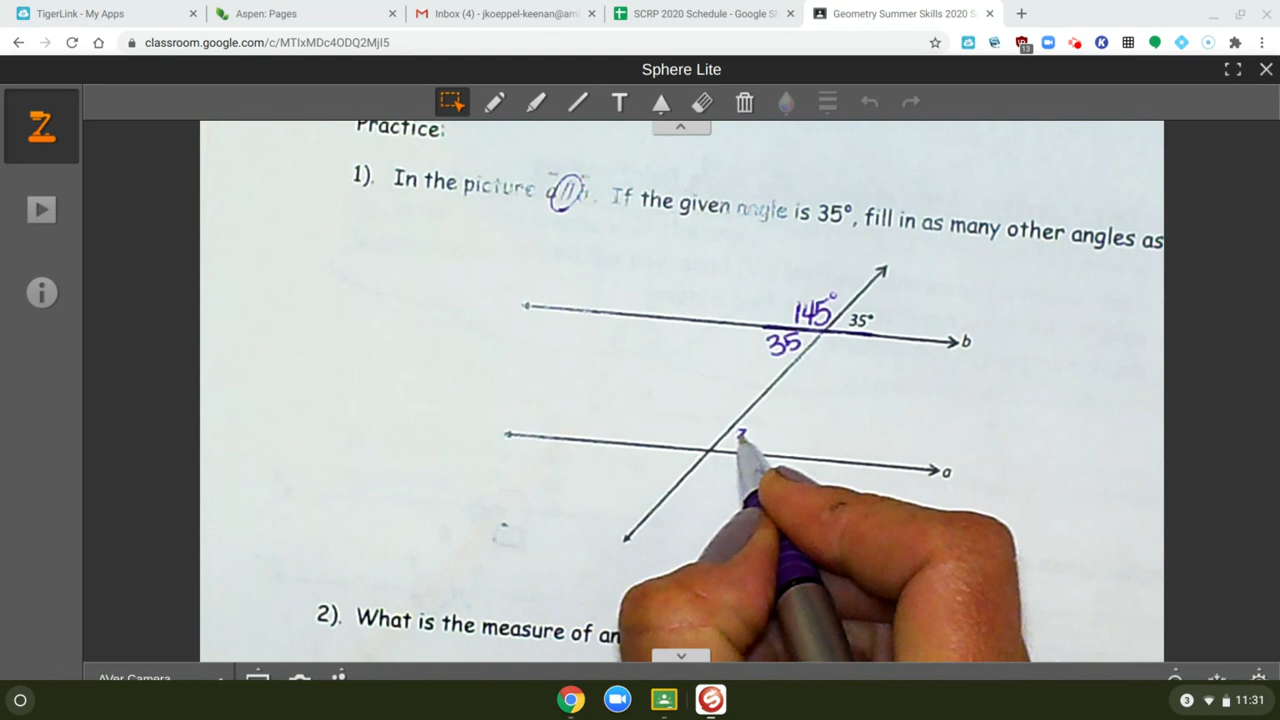 TigerLink - My Apps
Aspen: Pages
Inbox (4) - jkoeppel-keenan@am
SCRP 2020 Schedule - Google Sh
Geometry Summer Skills 2020 S
classroom.google.com/c/MTIxMDc4ODQ2MjI5
13
Sphere Lite
Practice:
1). In the picture a//b. If the given angle is 35°, fill in as many other angles as
145°
35°
35
b
a
2). What is the measure of an
AVer Camera
3
11:31